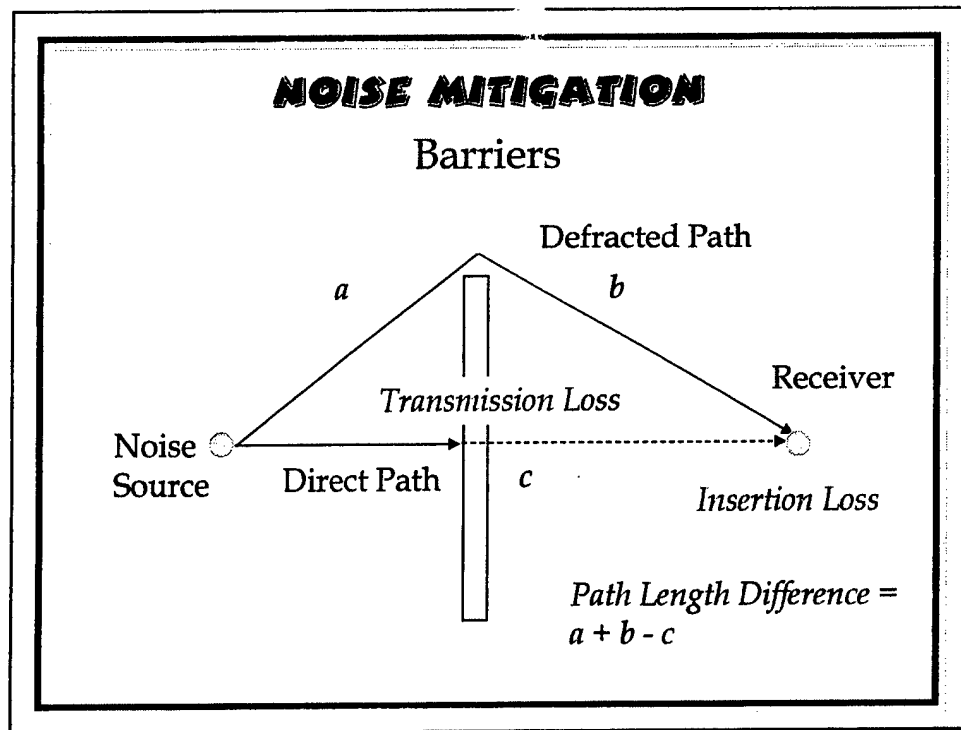 NOISE MITIGATION
Barriers
Defracted Path
a
b
Receiver
Transmission Loss
Noise
Source
Direct Path
c
Insertion Loss
Path Length Difference =
a + b - c